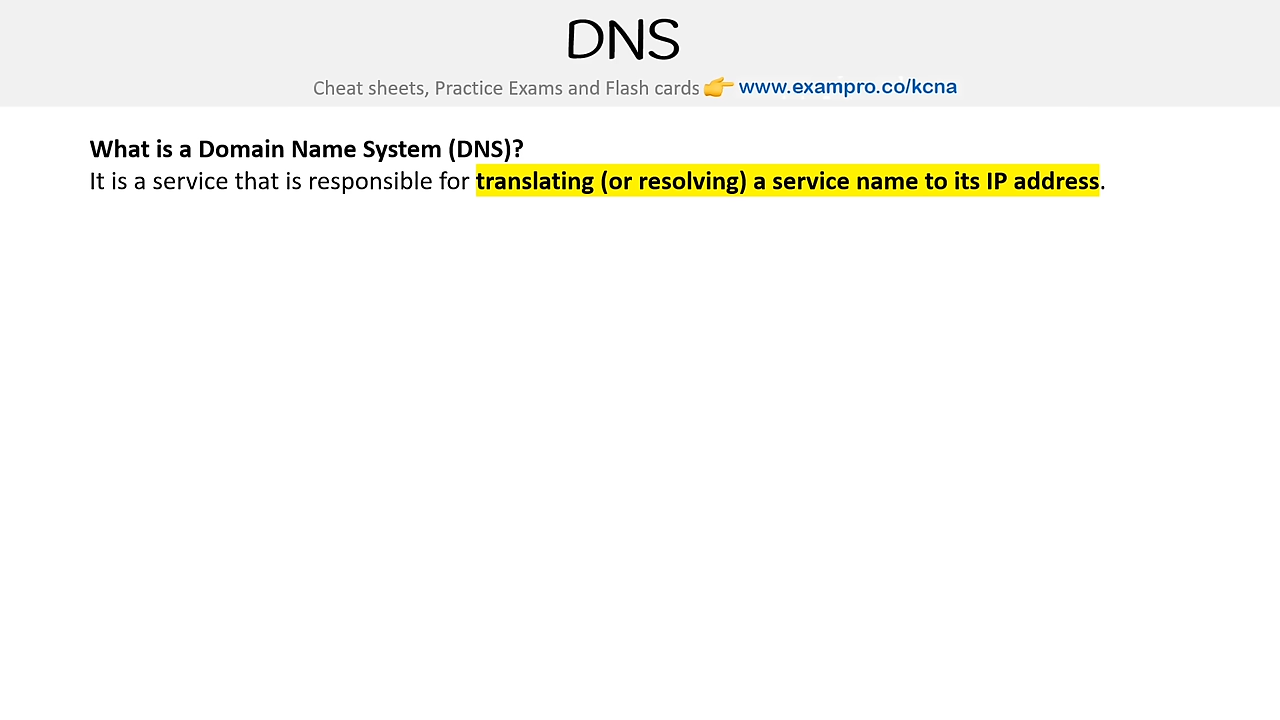 DNS
Cheat sheets, Practice Exams and Flash cards 👉 www.exampro.co/kcna
What is a Domain Name System (DNS)?
It is a service that is responsible for translating (or resolving) a service name to its IP address.